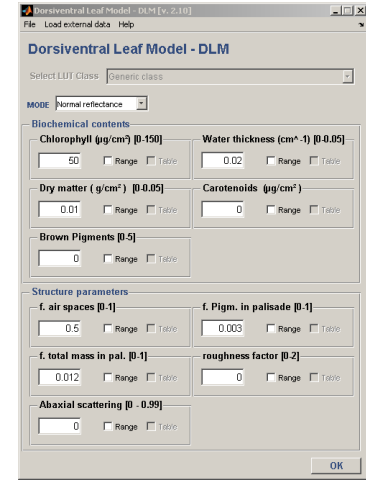 Dorsiventral Leaf Model - DLM [v. 2.10]
File Load external data Help
Dorsiventral Leaf Model - DLM
Select LUT Class Generic class
MODE Normal reflectance
Biochemical contents
Chlorophyll (µg/cm²) [0-150] Water thickness (cm^-1) [0-0.05]
50 Range Table 0.02 Range Table
Dry matter ( g/cm² ) [0-0.05] Carotenoids (µg/cm² )
0.01 Range Table 0 Range Table
Brown Pigments [0-5]
0 Range Table
Structure parameters
f. air spaces [0-1] f. Pigm. in palisade [0-1]
0.5 Range Table 0.003 Range Table
f. total mass in pal. [0-1] roughness factor [0-2]
0.012 Range Table 0 Range Table
Abaxial scattering [0 - 0.99]
0 Range Table
OK